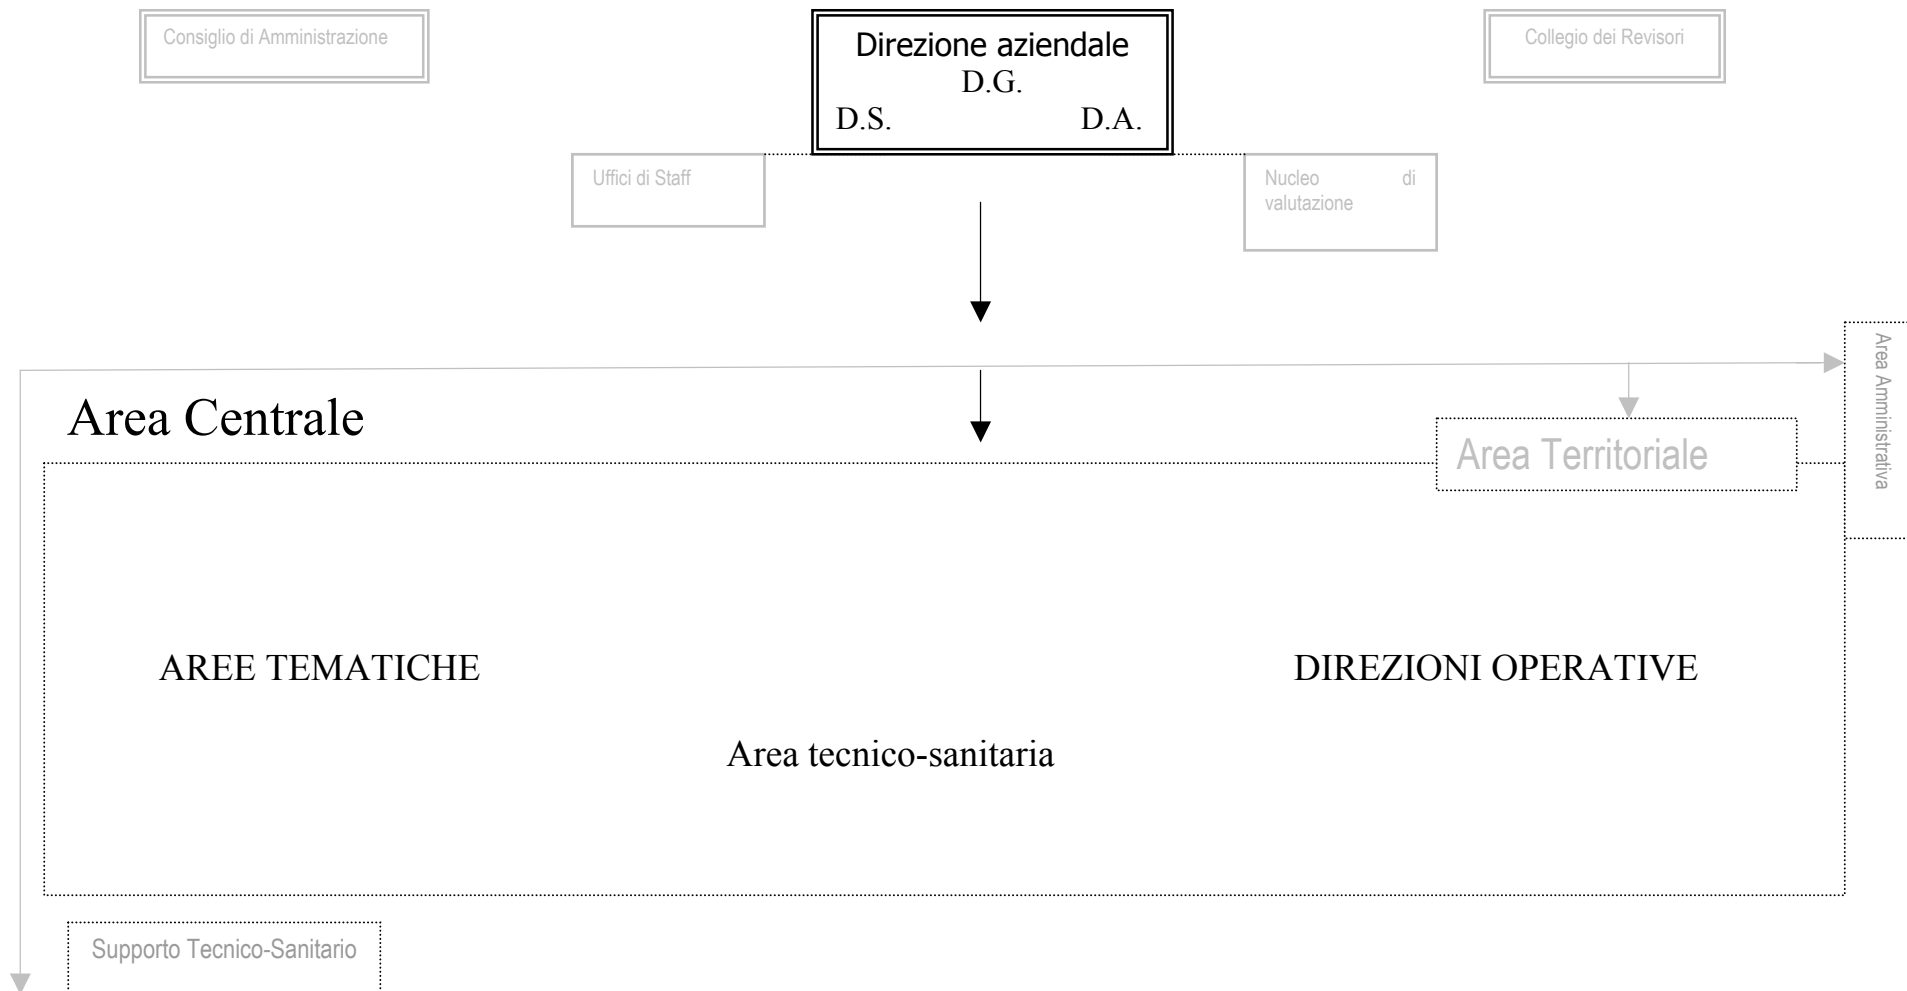 Consiglio di Amministrazione
Direzione aziendale
D.G.
D.S. D.A.
Collegio dei Revisori
Uffici di Staff
Nucleo di
valutazione
Area Amministrativa
Area Centrale
Area Territoriale
AREE TEMATICHE
DIREZIONI OPERATIVE
Area tecnico-sanitaria
Supporto Tecnico-Sanitario